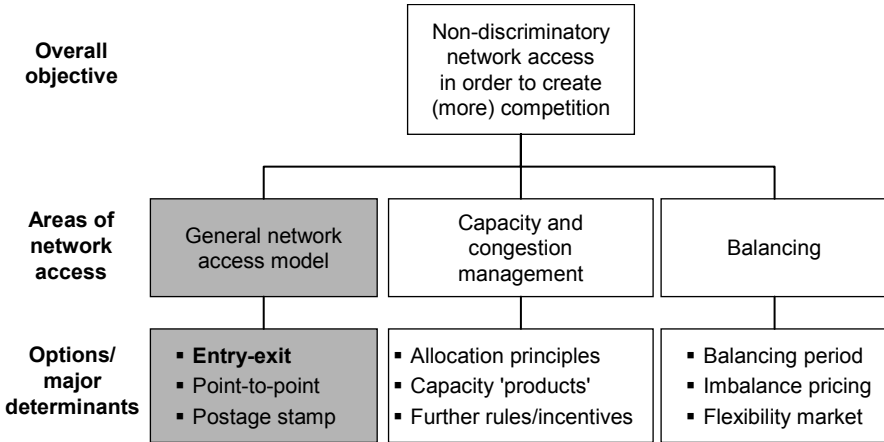 Overall
objective
Non-discriminatory
network access
in order to create
(more) competition
Areas of
network
access
General network
access model
Capacity and
congestion
management
Balancing
Options/
major
determinants
▪ Entry-exit
▪ Point-to-point
▪ Postage stamp
▪ Allocation principles
▪ Capacity 'products'
▪ Further rules/incentives
▪ Balancing period
▪ Imbalance pricing
▪ Flexibility market